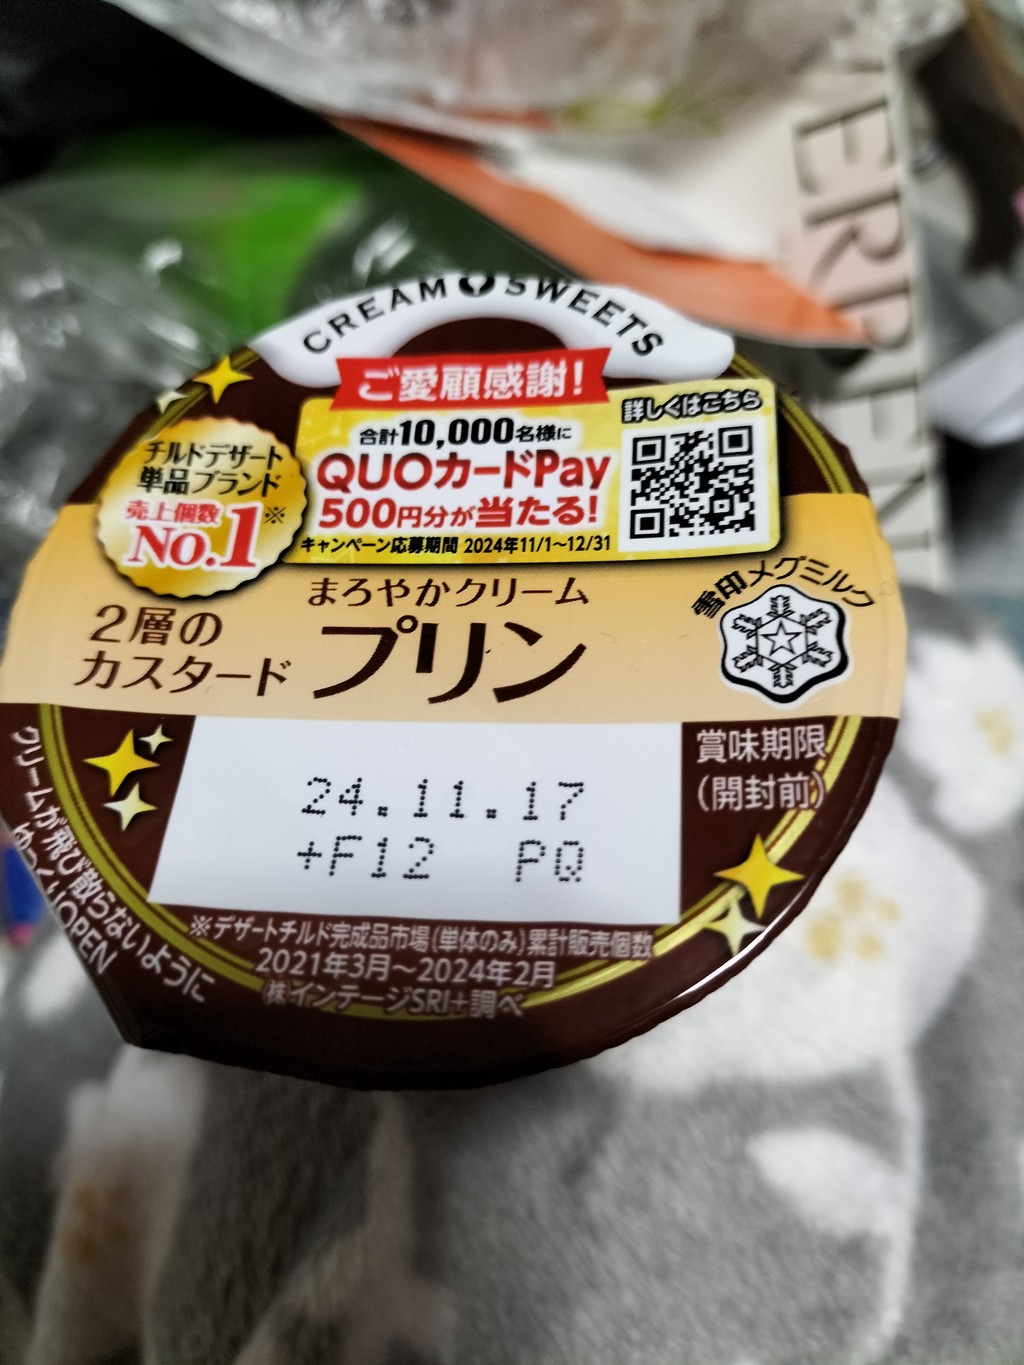 CREAM SWEETS
ご愛顧感謝!
合計10,000名様に
QUOカードPay
500円分が当たる!
キャンペーン応募期間 2024年11/1~12/31
詳しくはこちら
チルドデザート
単品ブランド
売上個数
No.1※
まろやかクリーム
2層の
カスタード
プリン
雪印メグミルク
賞味期限
(開封前)
24.11.17
+F12 PQ
※デザートチルド完成品市場(単体のみ)累計販売個数
2021年3月~2024年2月
(株)インテージSRI+調べ
クリームが飛び散らないように
ゆっくりOPEN